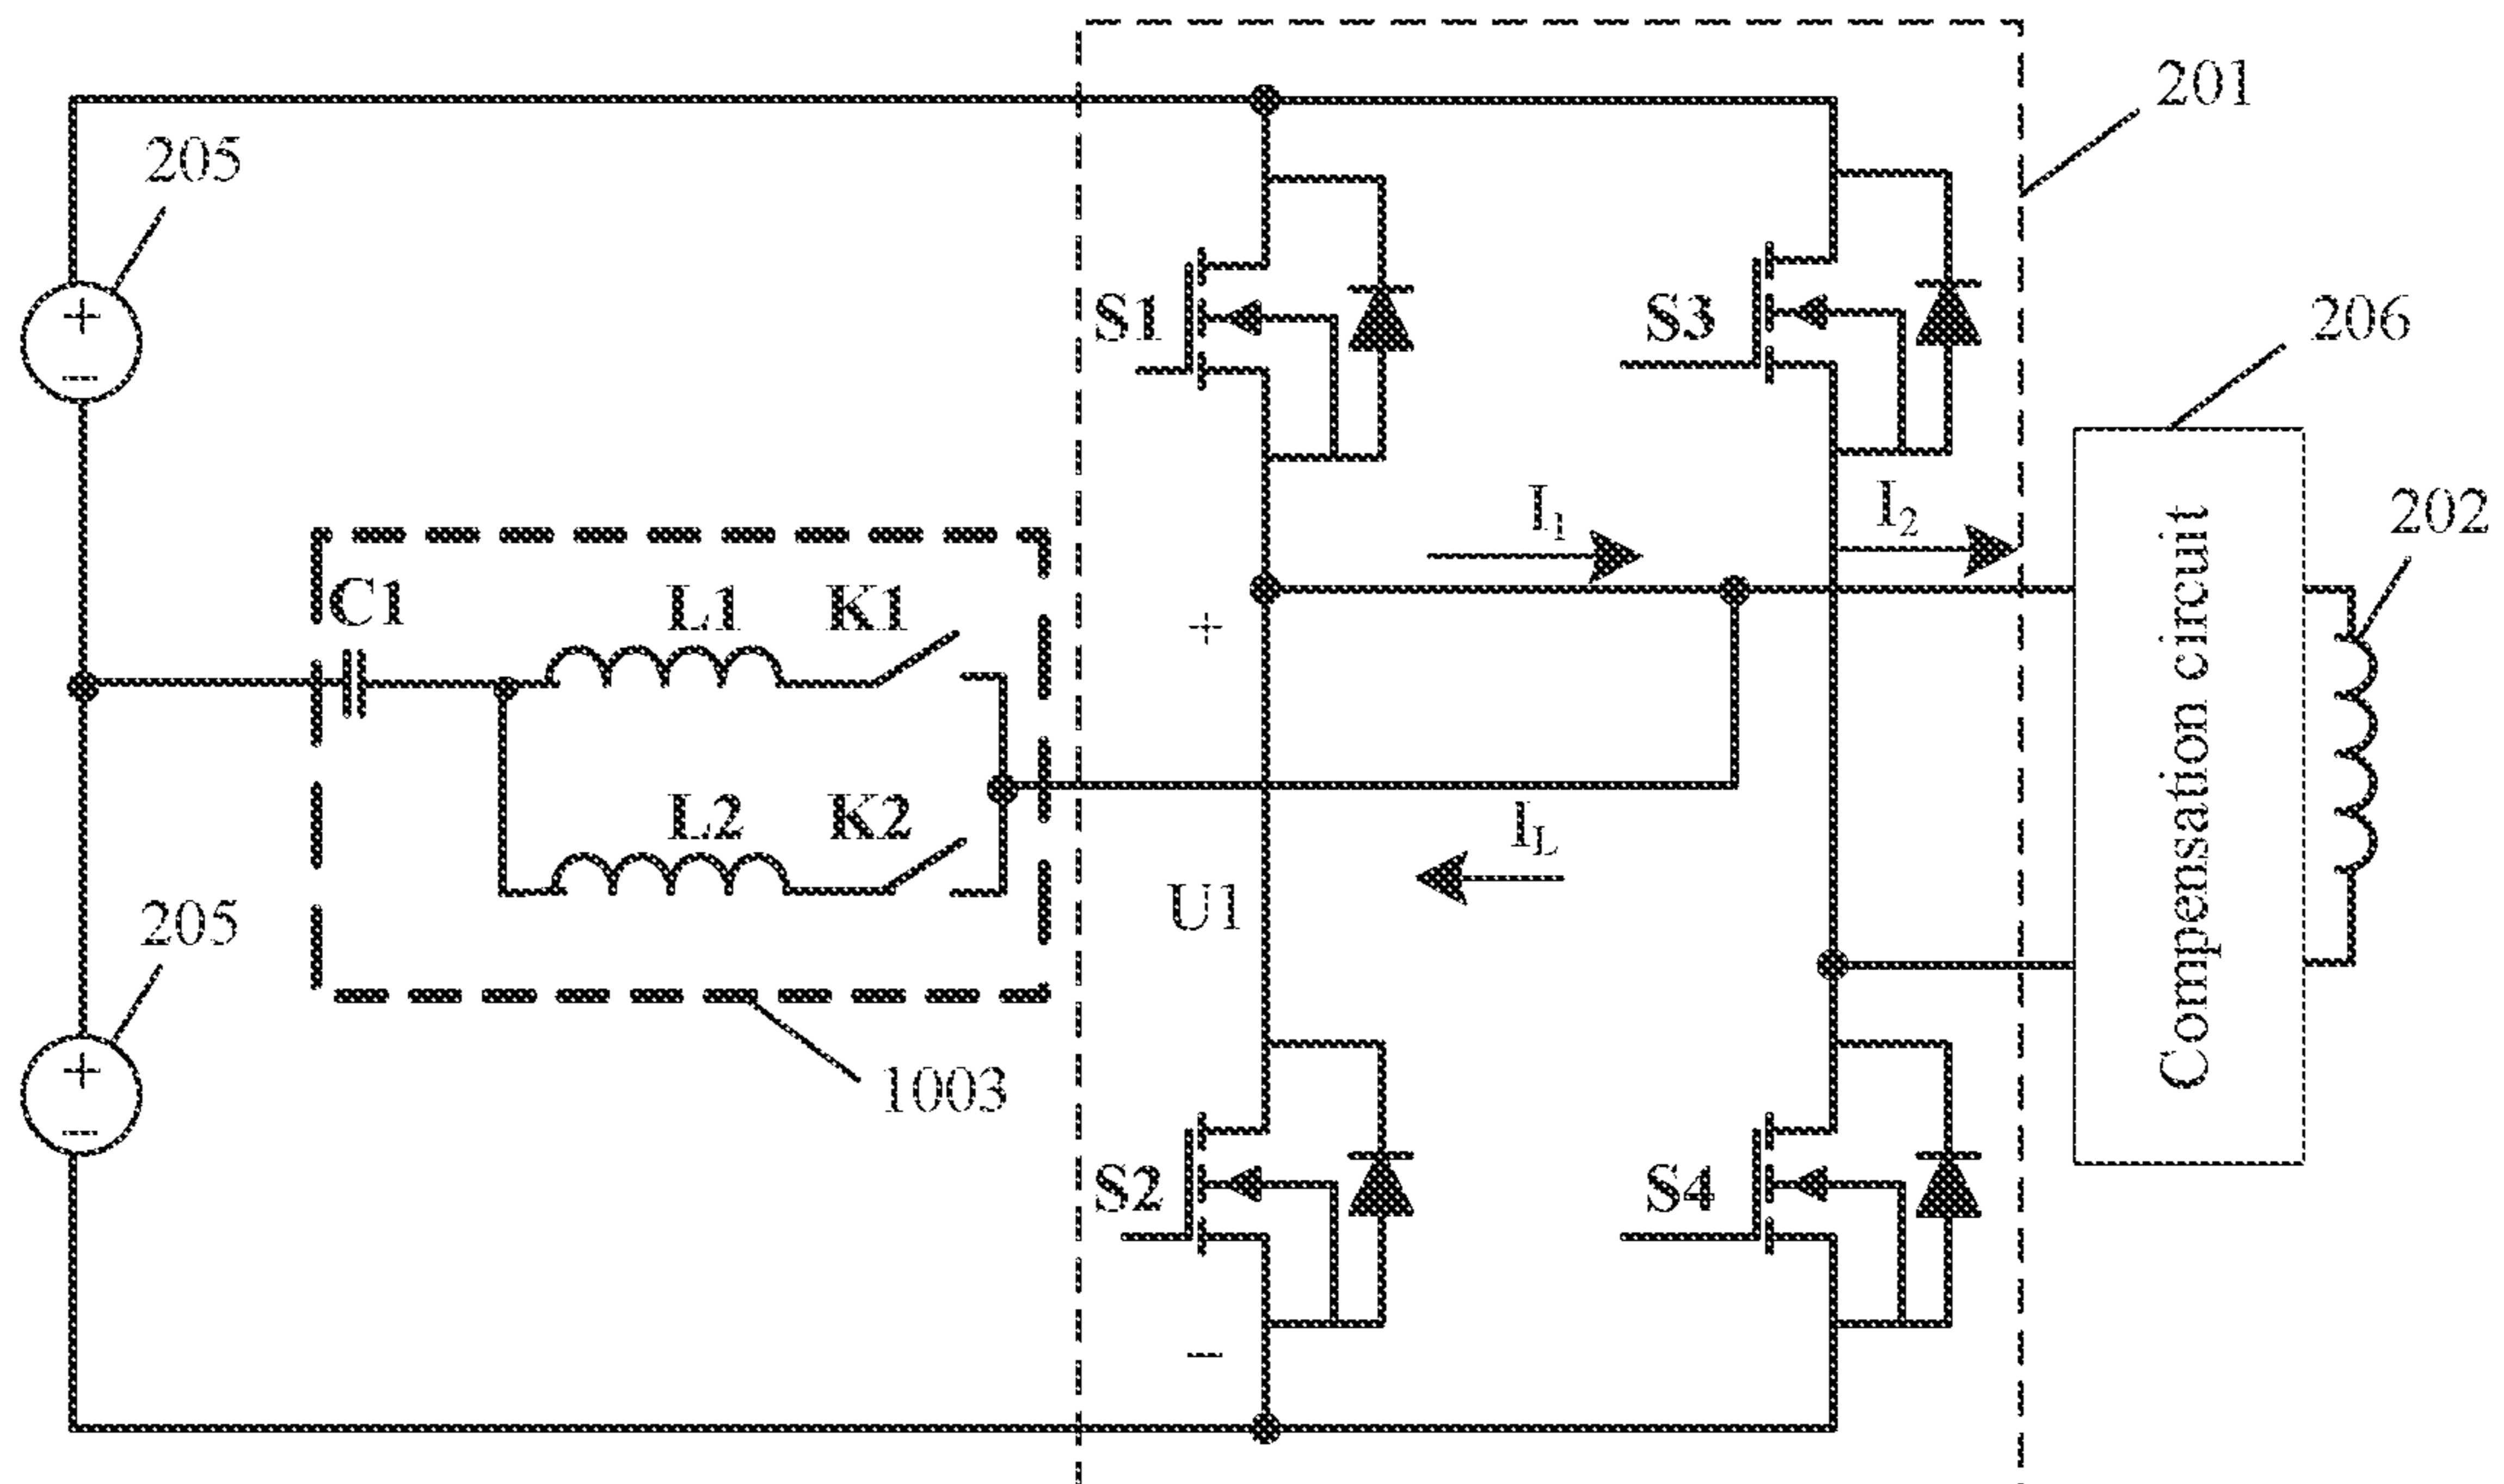 201
205
+
−
S1
S3
206
202
I1
I2
C1
L1
K1
+
L2
K2
IL
U1
205
+
−
1003
S2
S4
−
Compensation circuit